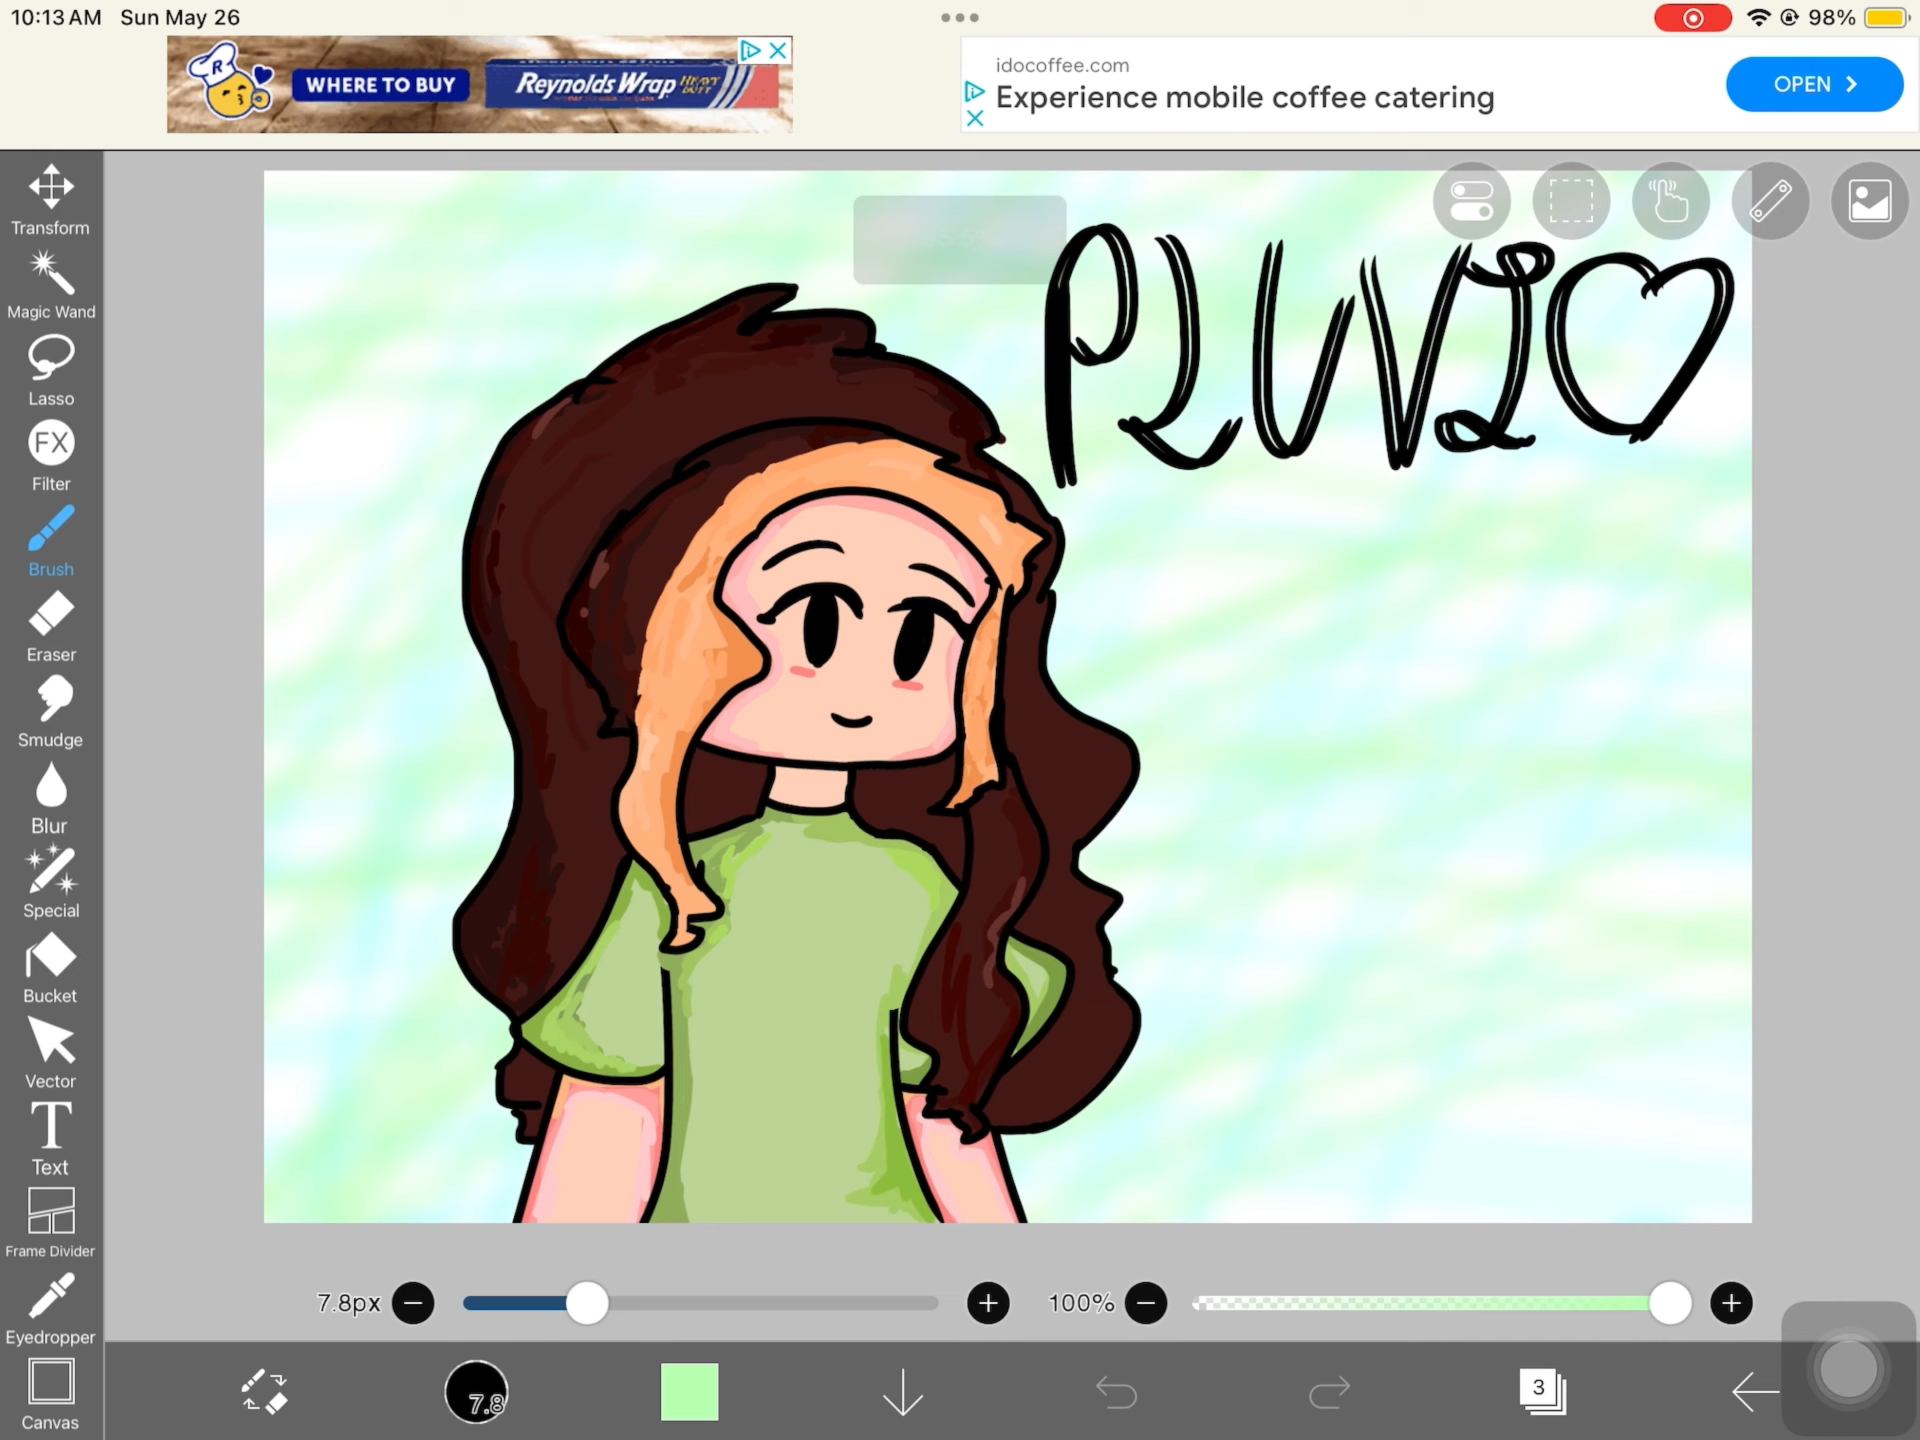 10:13 AM Sun May 26
98%
R
WHERE TO BUY
Reynolds Wrap HEAVY DUTY
idocoffee.com
Experience mobile coffee catering
OPEN
Transform
Magic Wand
Lasso
FX
Filter
Brush
Eraser
Smudge
Blur
Special
Bucket
Vector
T
Text
Frame Divider
Eyedropper
Canvas
7.8px
100%
7.8
3